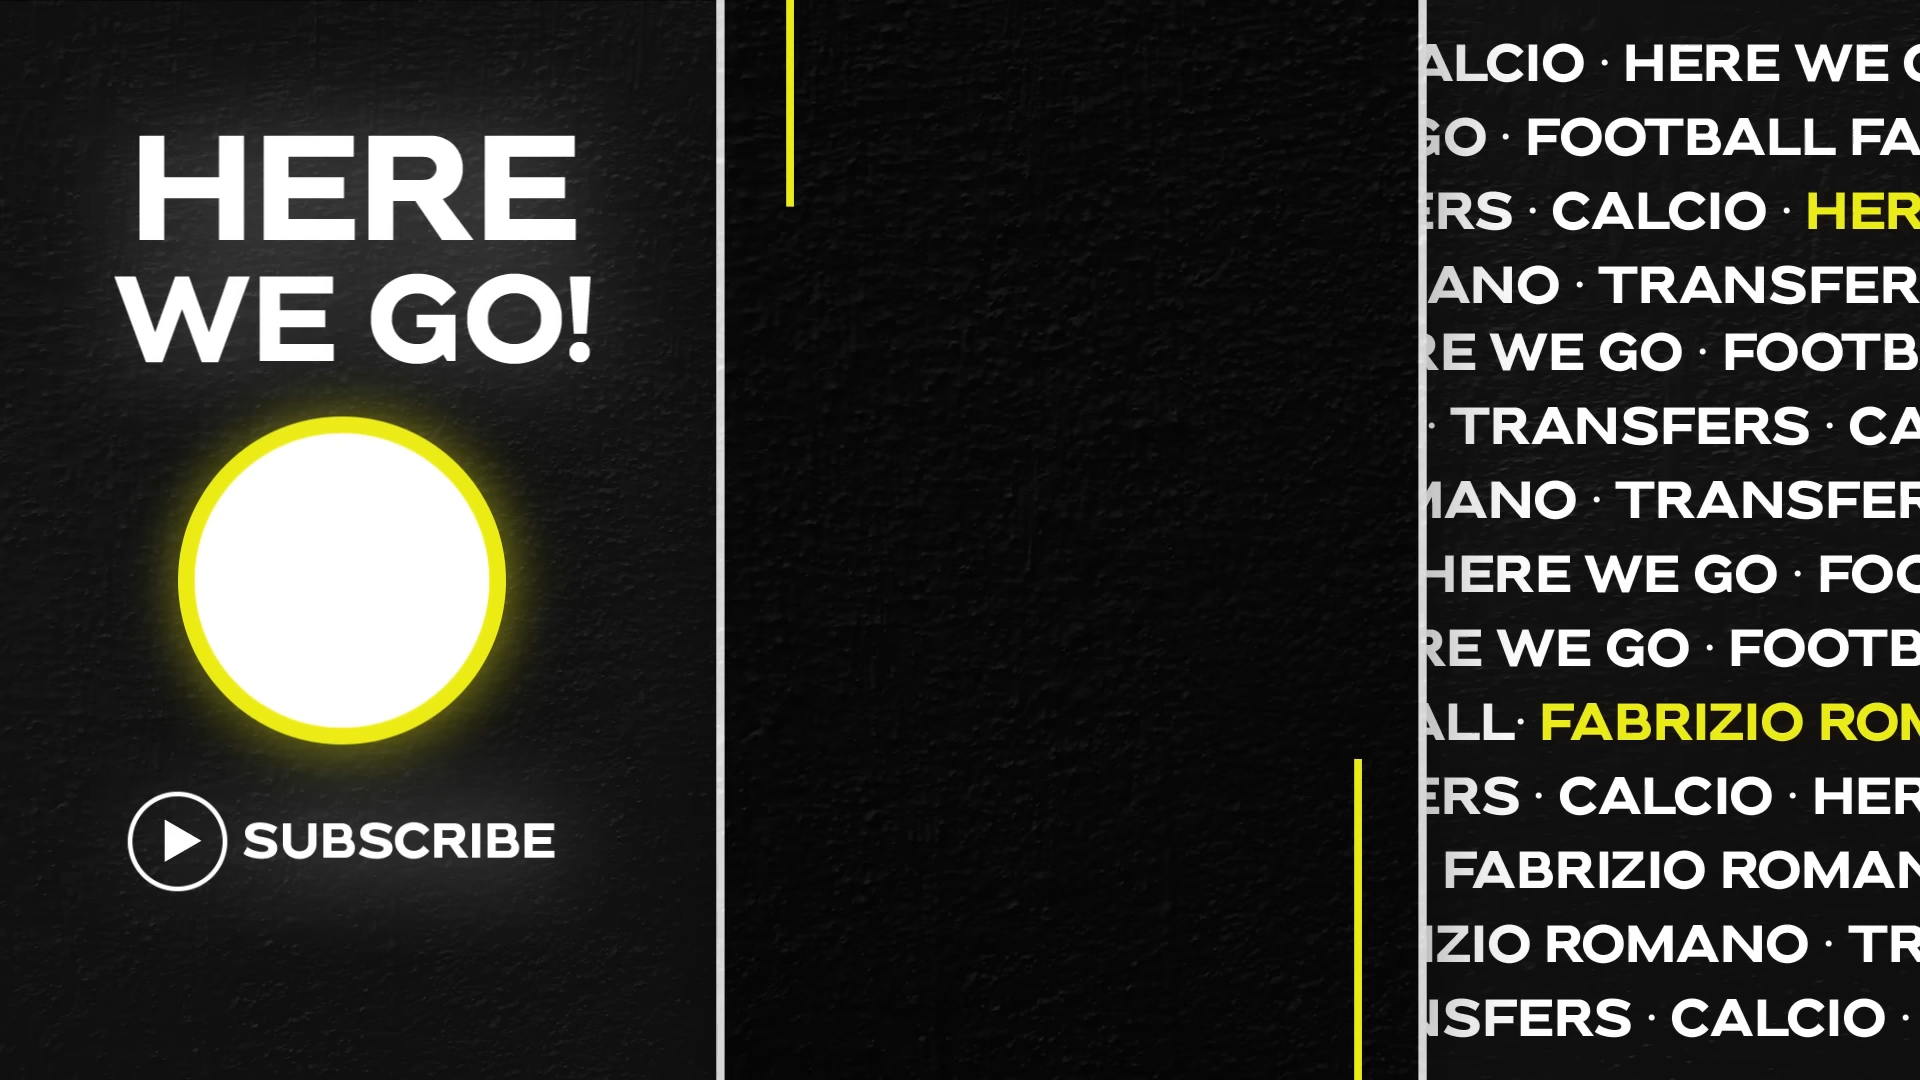 HERE
WE GO!
SUBSCRIBE
ALCIO · HERE WE
GO · FOOTBALL FA
ERS · CALCIO · HER
ANO · TRANSFER
RE WE GO · FOOTB
· TRANSFERS · CA
MANO · TRANSFER
HERE WE GO · FOO
RE WE GO · FOOTB
ALL· FABRIZIO ROM
ERS · CALCIO · HER
FABRIZIO ROMAN
IZIO ROMANO · TR
NSFERS · CALCIO ·